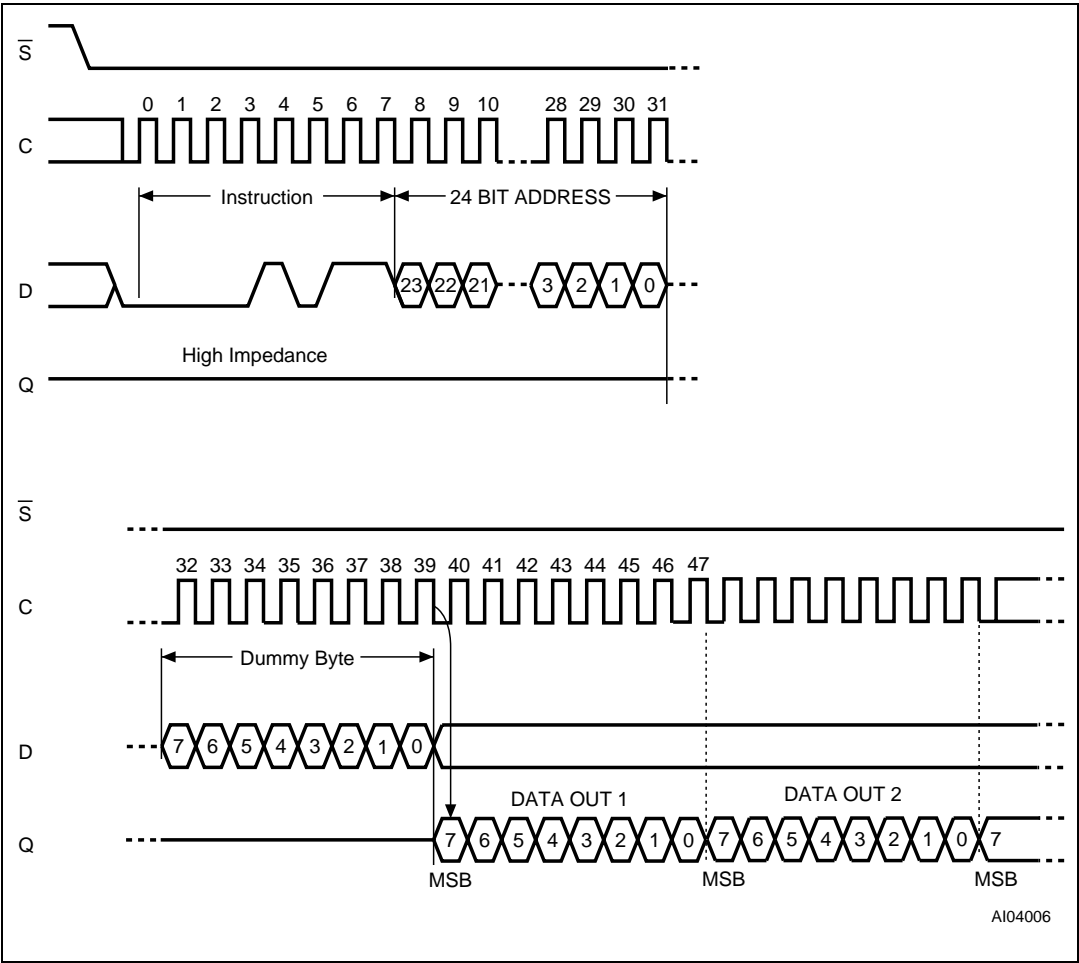 S̅
0 1 2 3 4 5 6 7 8 9 10 28 29 30 31
C
Instruction 24 BIT ADDRESS
D 23 22 21 3 2 1 0
High Impedance
Q
S̅
32 33 34 35 36 37 38 39 40 41 42 43 44 45 46 47
C
Dummy Byte
D 7 6 5 4 3 2 1 0
DATA OUT 1 DATA OUT 2
Q 7 6 5 4 3 2 1 0 7 6 5 4 3 2 1 0 7
MSB MSB MSB
AI04006